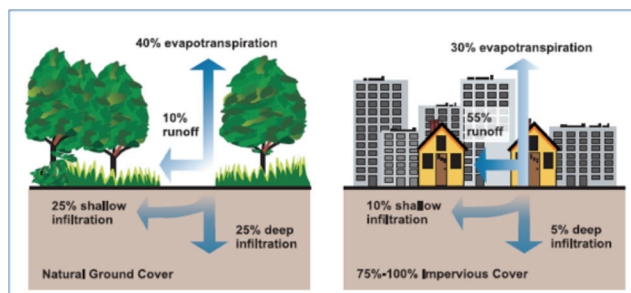 40% evapotranspiration
10%
runoff
25% shallow
infiltration
25% deep
infiltration
Natural Ground Cover
30% evapotranspiration
55%
runoff
10% shallow
infiltration
5% deep
infiltration
75%-100% Impervious Cover